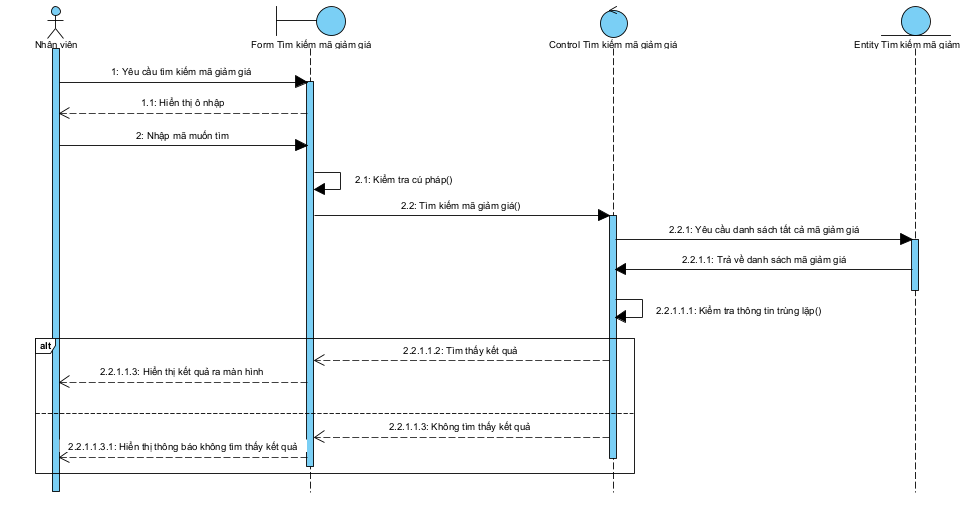 Nhân viên
Form Tìm kiếm mã giảm giá
Control Tìm kiếm mã giảm giá
Entity Tìm kiếm mã giảm
1: Yêu cầu tìm kiếm mã giảm giá
1.1: Hiển thị ô nhập
2: Nhập mã muốn tìm
2.1: Kiểm tra cú pháp()
2.2: Tìm kiếm mã giảm giá()
2.2.1: Yêu cầu danh sách tất cả mã giảm giá
2.2.1.1: Trả về danh sách mã giảm giá
2.2.1.1.1: Kiểm tra thông tin trùng lặp()
alt
2.2.1.1.2: Tìm thấy kết quả
2.2.1.1.3: Hiển thị kết quả ra màn hình
2.2.1.1.3: Không tìm thấy kết quả
2.2.1.1.3.1: Hiển thị thông báo không tìm thấy kết quả